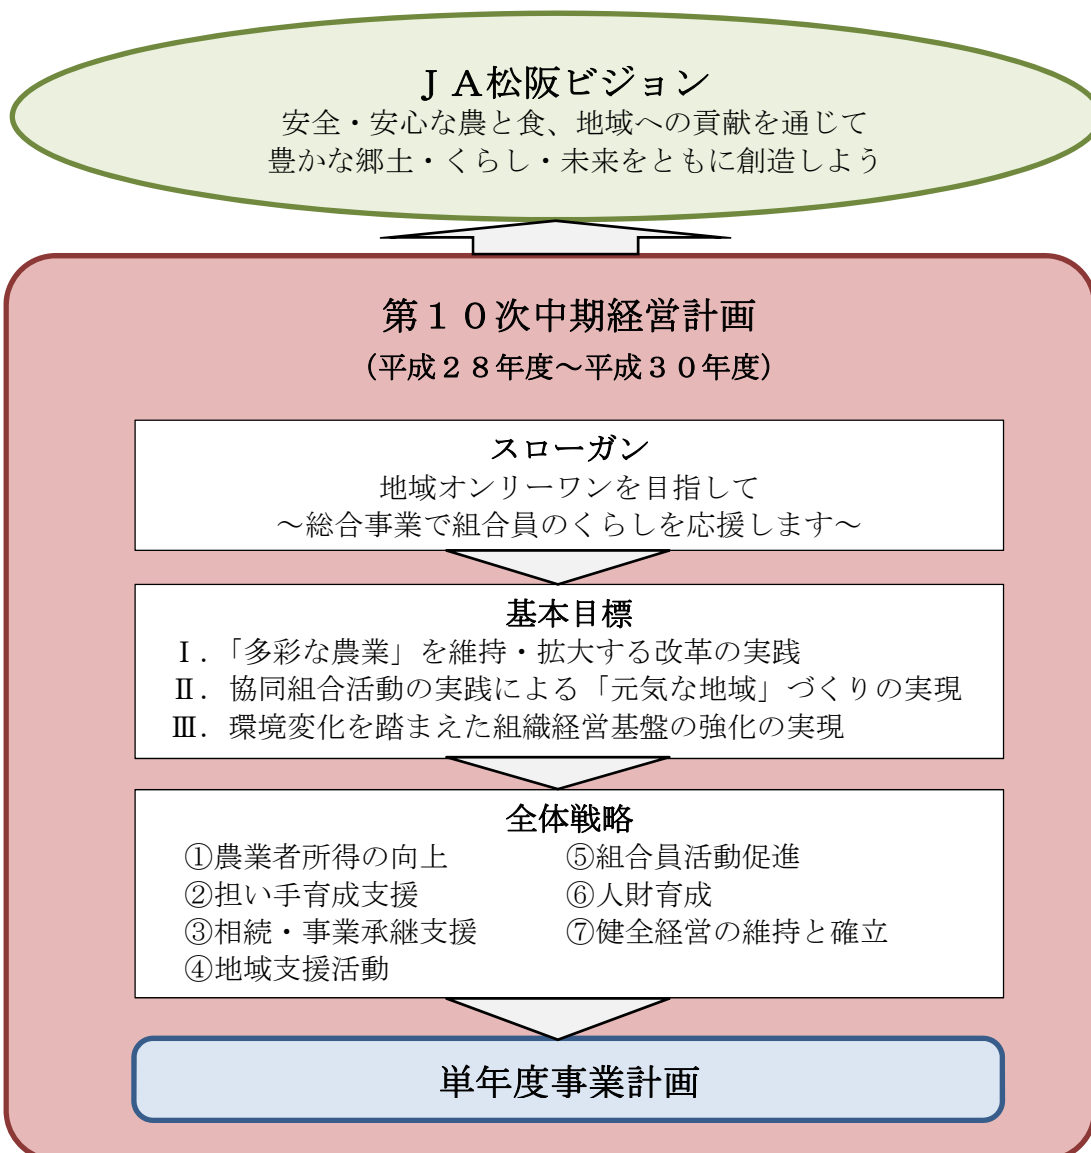 ＪＡ松阪ビジョン
安全・安心な農と食、地域への貢献を通じて
豊かな郷土・くらし・未来をともに創造しよう
第１０次中期経営計画
（平成２８年度～平成３０年度）
スローガン
地域オンリーワンを目指して
～総合事業で組合員のくらしを応援します～
基本目標
Ⅰ．「多彩な農業」を維持・拡大する改革の実践
Ⅱ．協同組合活動の実践による「元気な地域」づくりの実現
Ⅲ．環境変化を踏まえた組織経営基盤の強化の実現
全体戦略
①農業者所得の向上
②担い手育成支援
③相続・事業承継支援
④地域支援活動
⑤組合員活動促進
⑥人財育成
⑦健全経営の維持と確立
単年度事業計画